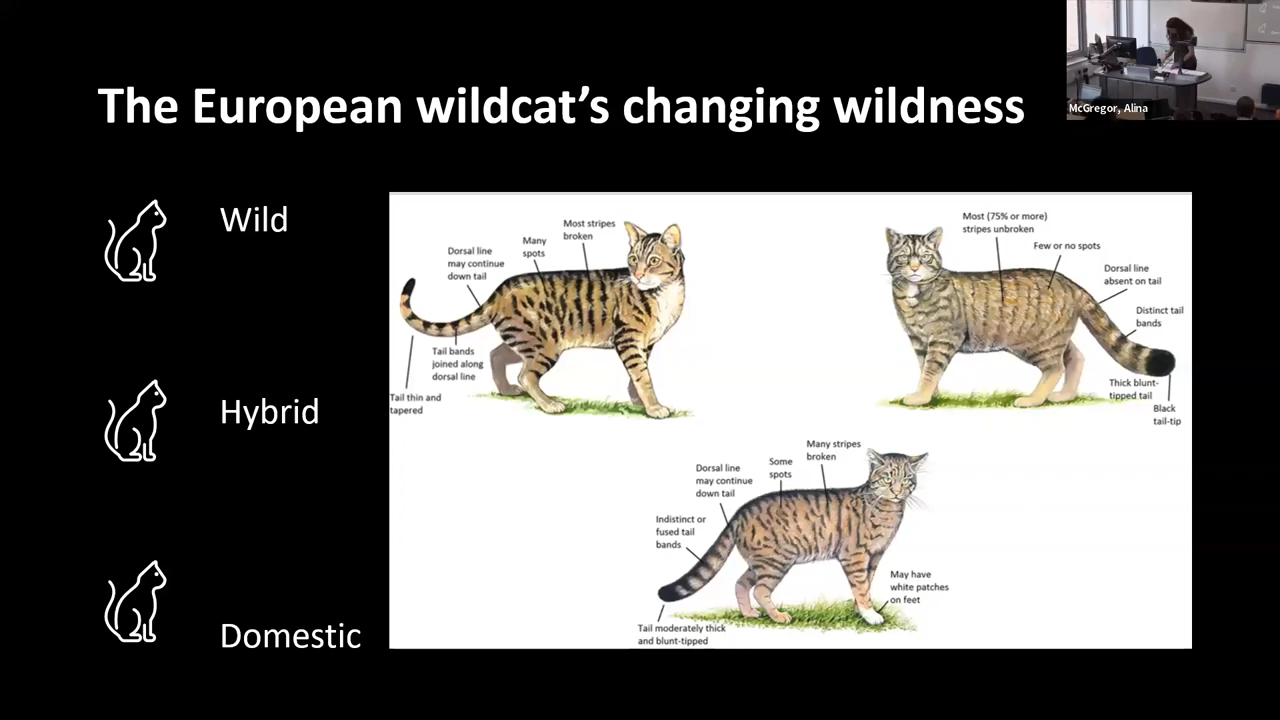 The European wildcat's changing wildness
McGregor, Alina
Wild
Hybrid
Domestic
Dorsal line
may continue
down tail
Many
spots
Most stripes
broken
Tail bands
joined along
dorsal line
Tail thin and
tapered
Most (75% or more)
stripes unbroken
Few or no spots
Dorsal line
absent on tail
Distinct tail
bands
Thick blunt-
tipped tail
Black
tail-tip
Many stripes
broken
Some
spots
Dorsal line
may continue
down tail
Indistinct or
fused tail
bands
May have
white patches
on feet
Tail moderately thick
and blunt-tipped